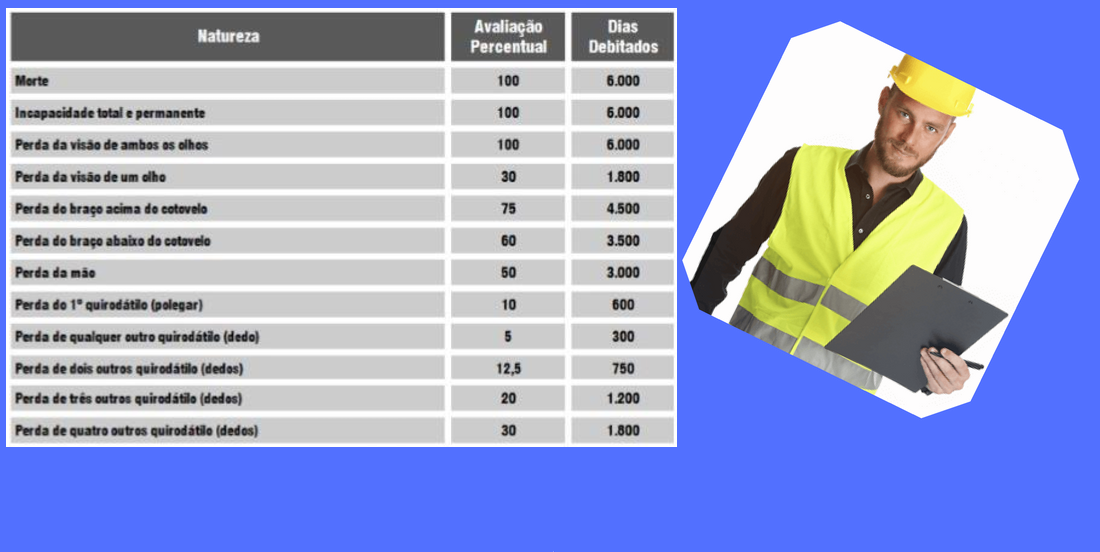 Natureza Avaliação Percentual Dias Debitados
Morte 100 6.000
Incapacidade total e permanente 100 6.000
Perda da visão de ambos os olhos 100 6.000
Perda da visão de um olho 30 1.800
Perda do braço acima do cotovelo 75 4.500
Perda do braço abaixo do cotovelo 60 3.500
Perda da mão 50 3.000
Perda do 1º quirodátilo (polegar) 10 600
Perda de qualquer outro quirodátilo (dedo) 5 300
Perda de dois outros quirodátilo (dedos) 12,5 750
Perda de três outros quirodátilo (dedos) 20 1.200
Perda de quatro outros quirodátilo (dedos) 30 1.800